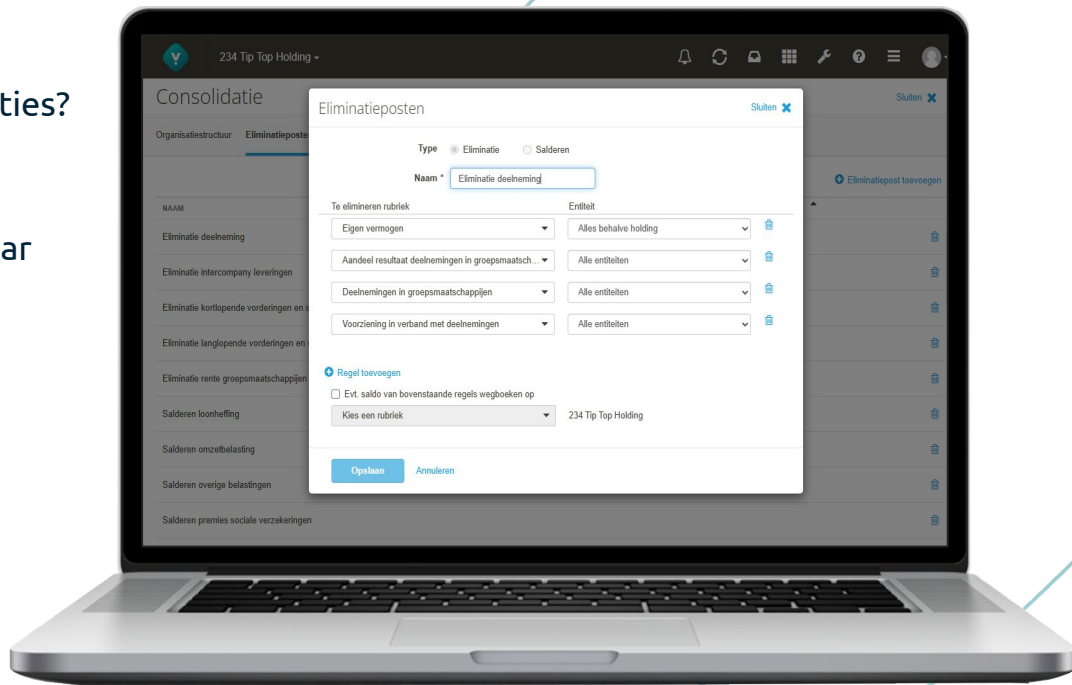 ties?
ar
234 Tip Top Holding
Consolidatie
Sluiten
Organisatiestructuur Eliminatieposte
Eliminatiepost toevoegen
NAAM
Eliminatie deelneming
Eliminatie intercompany leveringen
Eliminatie kortlopende vorderingen en s
Eliminatie langlopende vorderingen en
Eliminatie rente groepsmaatschappijen
Salderen loonheffing
Salderen omzetbelasting
Salderen overige belastingen
Salderen premies sociale verzekeringen
Eliminatieposten
Sluiten
Type Eliminatie Salderen
Naam * Eliminatie deelneming
Te elimineren rubriek Entiteit
Eigen vermogen Alles behalve holding
Aandeel resultaat deelnemingen in groepsmaatsch... Alle entiteiten
Deelnemingen in groepsmaatschappijen Alle entiteiten
Voorziening in verband met deelnemingen Alle entiteiten
Regel toevoegen
Evt. saldo van bovenstaande regels wegboeken op
Kies een rubriek 234 Tip Top Holding
Opslaan Annuleren